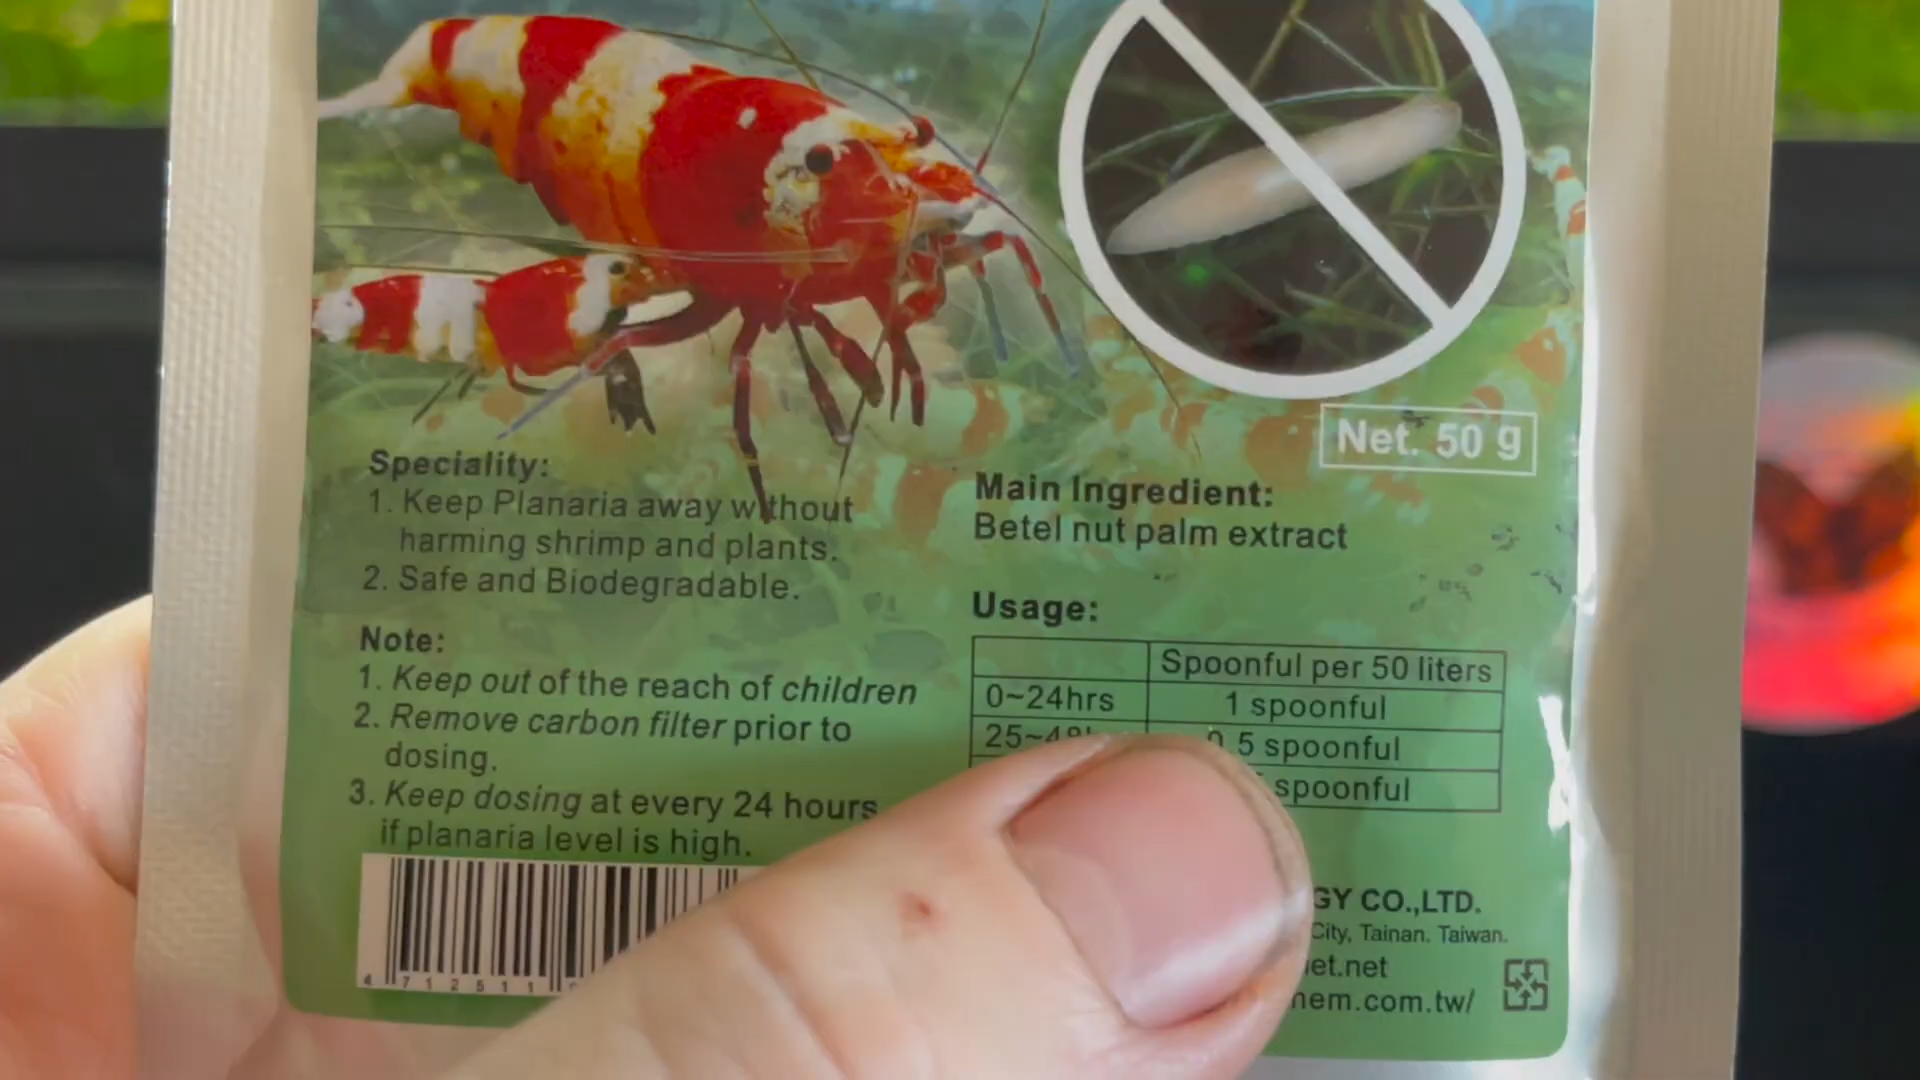 Net. 50 g
Speciality:
1. Keep Planaria away without
harming shrimp and plants.
2. Safe and Biodegradable.
Note:
1. Keep out of the reach of children
2. Remove carbon filter prior to
dosing.
3. Keep dosing at every 24 hours
if planaria level is high.
4 712511
Main Ingredient:
Betel nut palm extract
Usage:
Spoonful per 50 liters
0~24hrs 1 spoonful
5 spoonful
spoonful
CO.,LTD.
City, Tainan. Taiwan.
et.net
hem.com.tw/